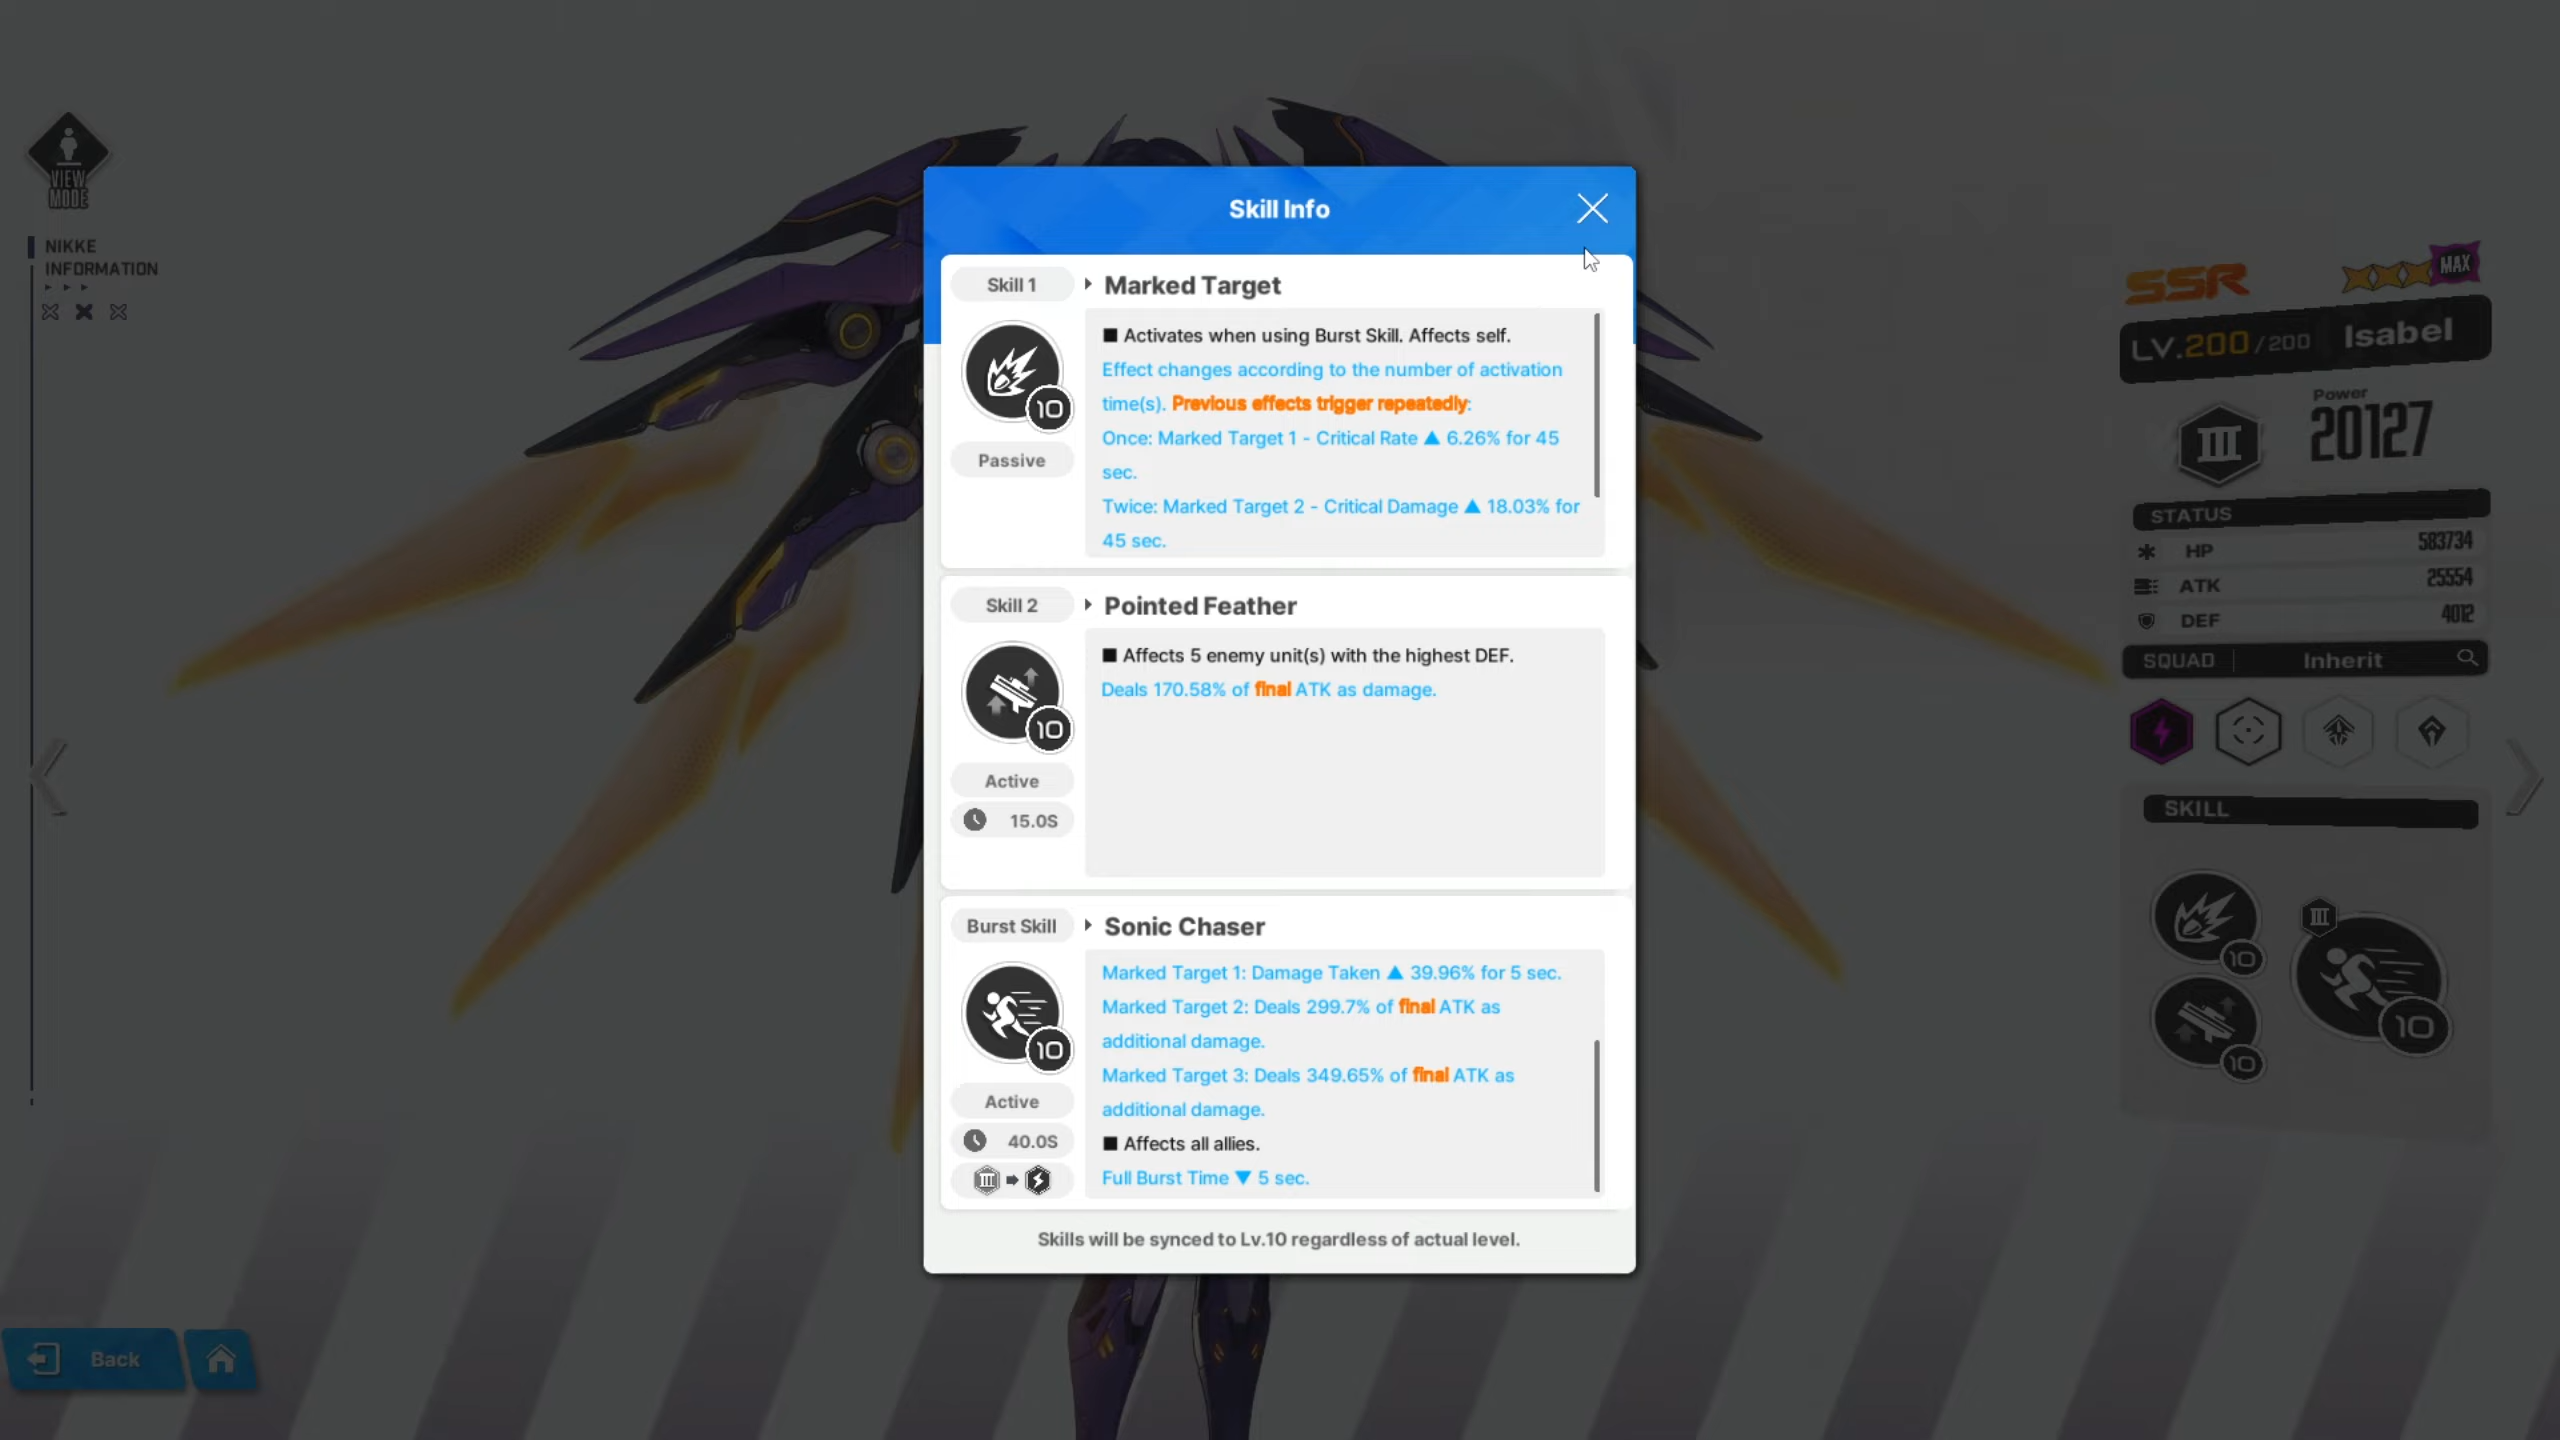 VIEW
MODE
NIKKE
INFORMATION
Skill Info
Skill 1
Marked Target
10
Passive
■ Activates when using Burst Skill. Affects self.
Effect changes according to the number of activation
time(s). Previous effects trigger repeatedly:
Once: Marked Target 1 - Critical Rate ▲ 6.26% for 45
sec.
Twice: Marked Target 2 - Critical Damage ▲ 18.03% for
45 sec.
Skill 2
Pointed Feather
10
Active
15.0S
■ Affects 5 enemy unit(s) with the highest DEF.
Deals 170.58% of final ATK as damage.
Burst Skill
Sonic Chaser
10
Active
40.0S
III
Marked Target 1: Damage Taken ▲ 39.96% for 5 sec.
Marked Target 2: Deals 299.7% of final ATK as
additional damage.
Marked Target 3: Deals 349.65% of final ATK as
additional damage.
■ Affects all allies.
Full Burst Time ▼ 5 sec.
Skills will be synced to Lv.10 regardless of actual level.
SSR
MAX
LV.200/200 Isabel
III
Power
20127
STATUS
HP 583734
ATK 25554
DEF 4012
SQUAD Inherit
SKILL
10
III
10
10
Back